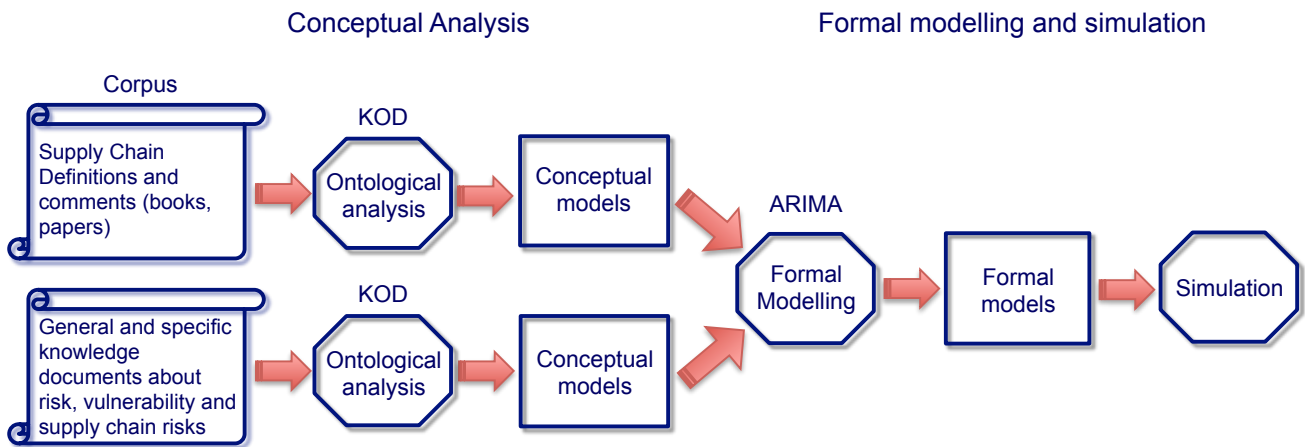 Conceptual Analysis
Formal modelling and simulation
Corpus
Supply Chain
Definitions and
comments (books,
papers)
KOD
Ontological
analysis
Conceptual
models
General and specific
knowledge
documents about
risk, vulnerability and
supply chain risks
KOD
Ontological
analysis
Conceptual
models
ARIMA
Formal
Modelling
Formal
models
Simulation